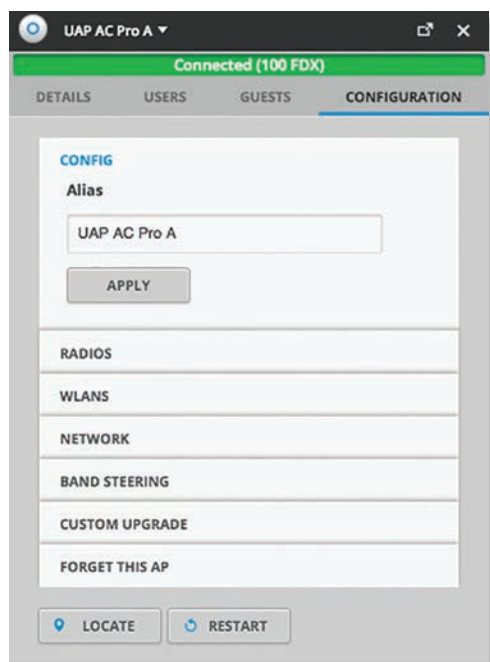 UAP AC Pro A
Connected (100 FDX)
DETAILS USERS GUESTS CONFIGURATION
CONFIG
Alias
UAP AC Pro A
APPLY
RADIOS
WLANS
NETWORK
BAND STEERING
CUSTOM UPGRADE
FORGET THIS AP
LOCATE RESTART